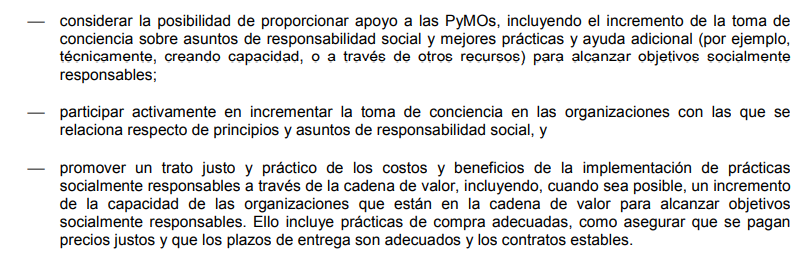 — considerar la posibilidad de proporcionar apoyo a las PyMOs, incluyendo el incremento de la toma de
conciencia sobre asuntos de responsabilidad social y mejores prácticas y ayuda adicional (por ejemplo,
técnicamente, creando capacidad, o a través de otros recursos) para alcanzar objetivos socialmente
responsables;
— participar activamente en incrementar la toma de conciencia en las organizaciones con las que se
relaciona respecto de principios y asuntos de responsabilidad social, y
— promover un trato justo y práctico de los costos y beneficios de la implementación de prácticas
socialmente responsables a través de la cadena de valor, incluyendo, cuando sea posible, un incremento
de la capacidad de las organizaciones que están en la cadena de valor para alcanzar objetivos
socialmente responsables. Ello incluye prácticas de compra adecuadas, como asegurar que se pagan
precios justos y que los plazos de entrega son adecuados y los contratos estables.